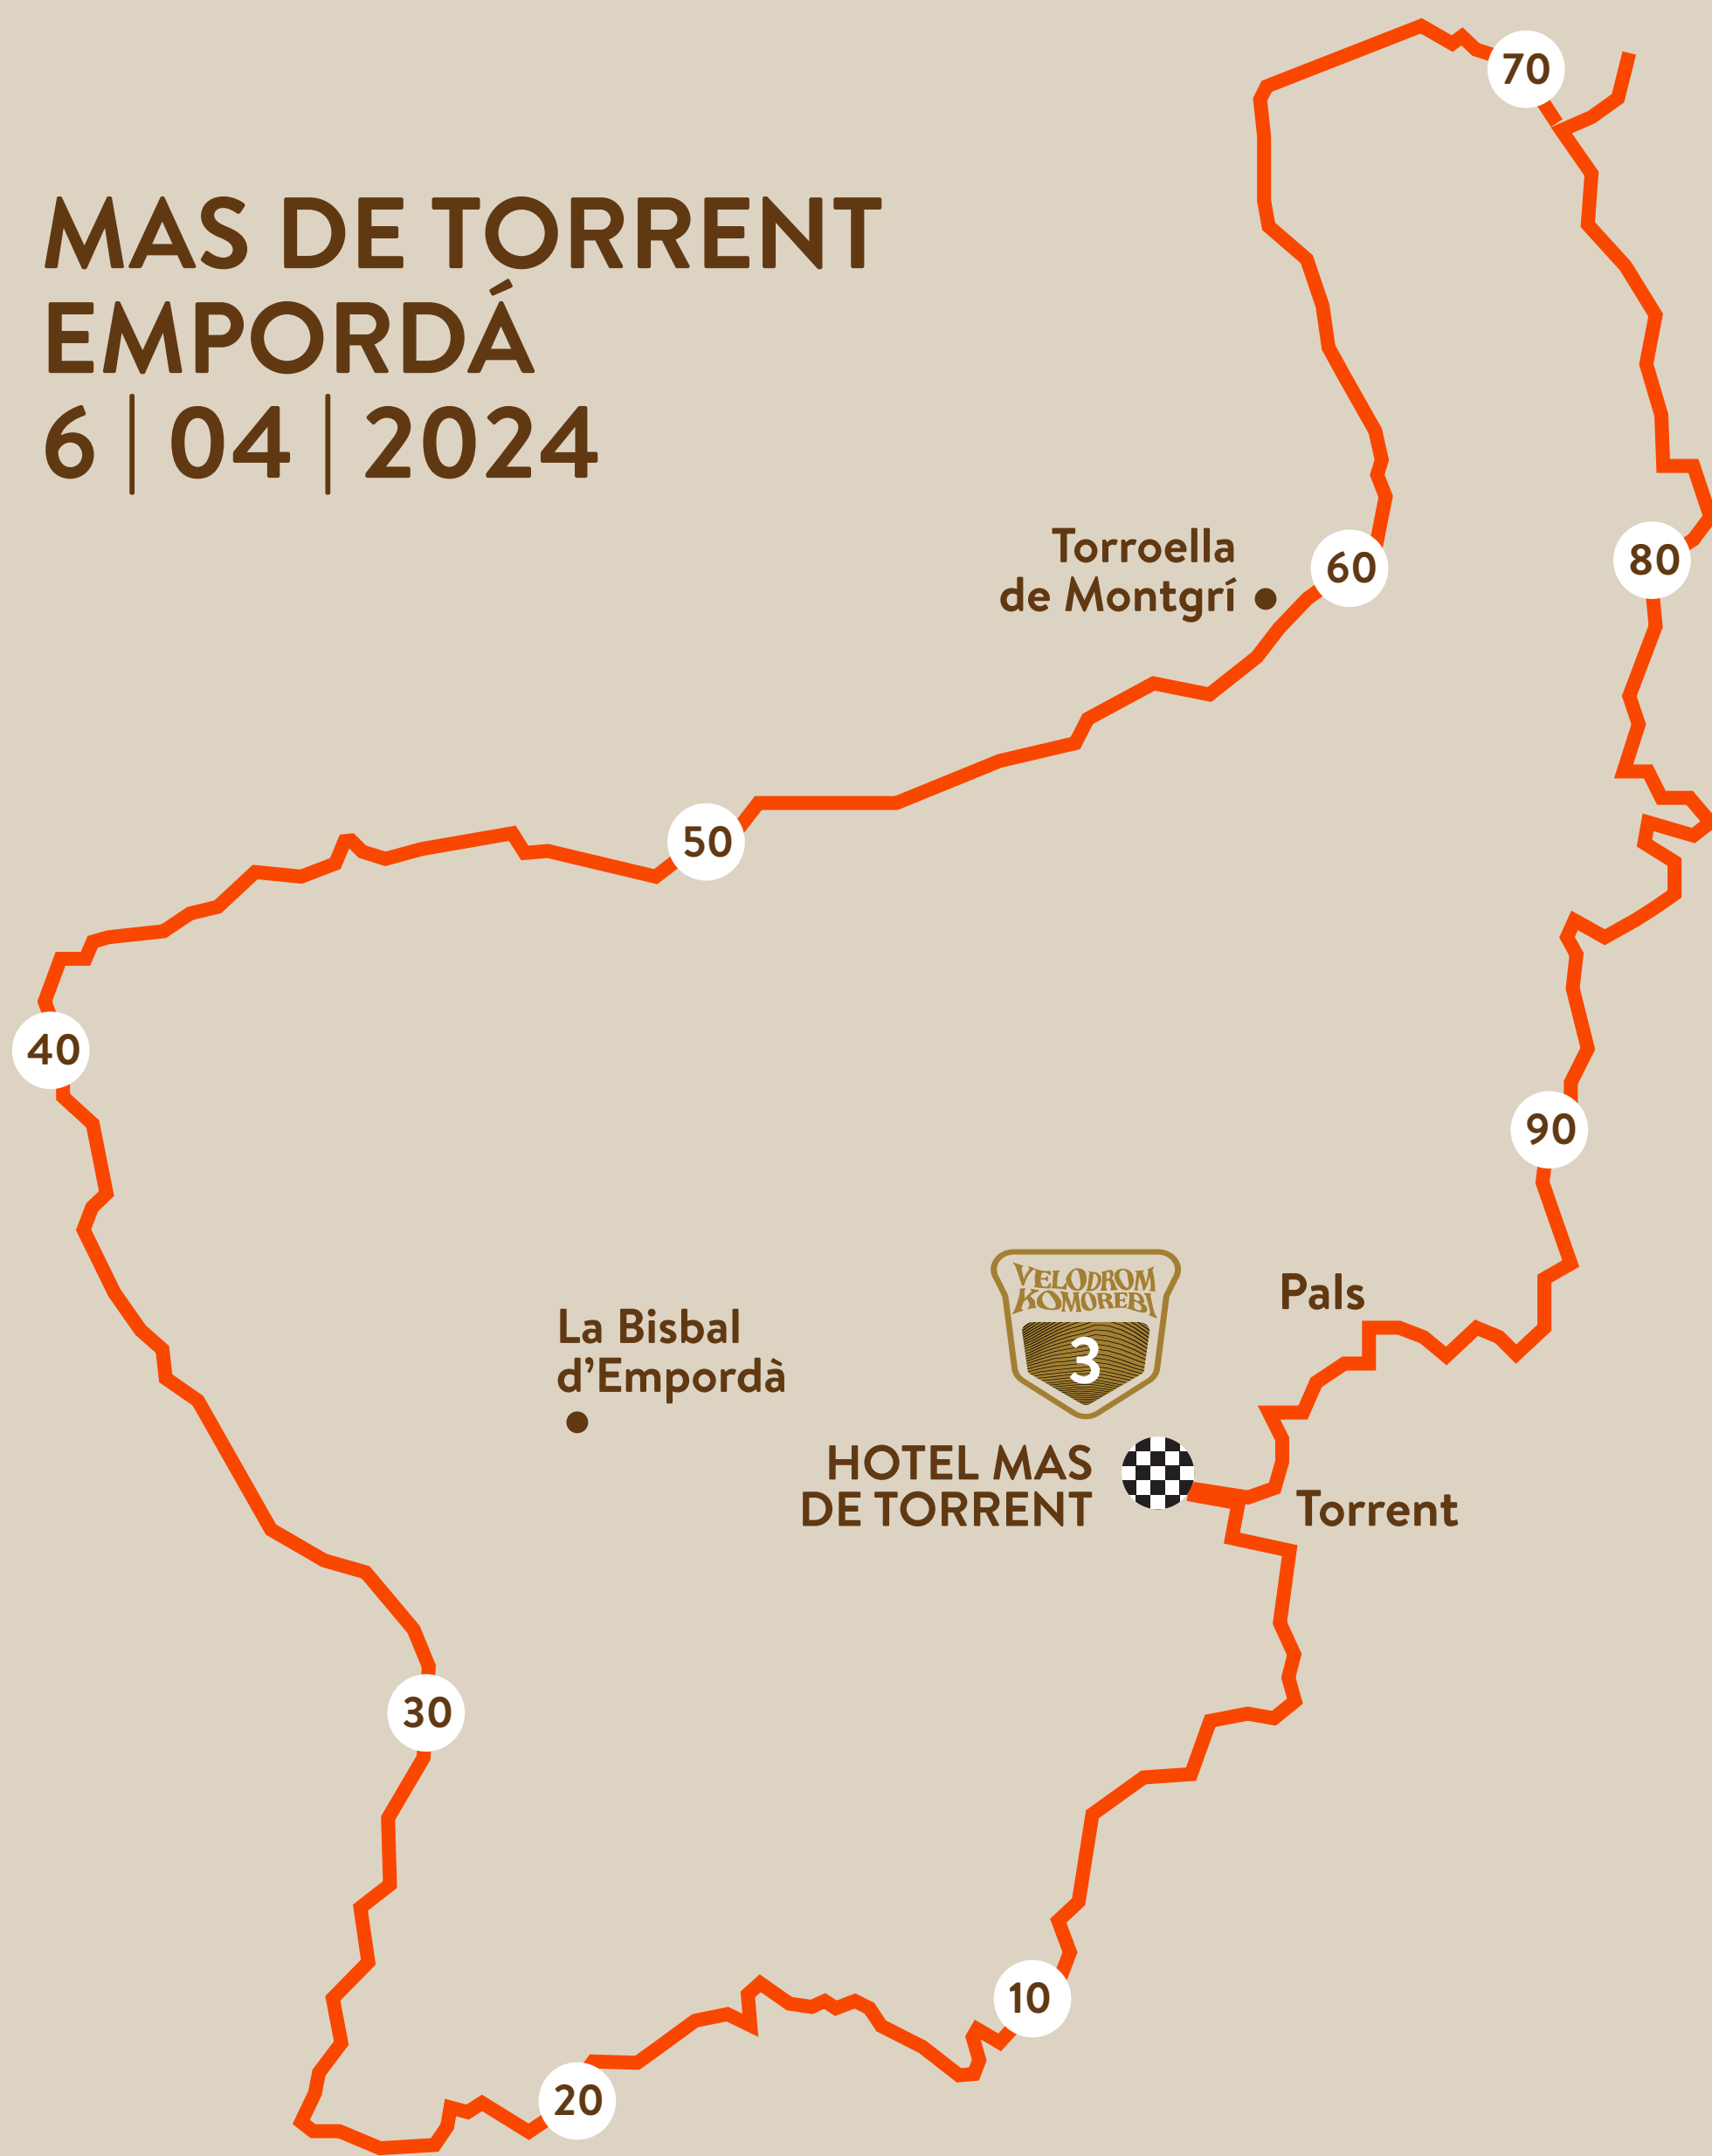 MAS DE TORRENT
EMPORDÁ
6 | 04 | 2024
70
80
Torroella
de Montgrí
60
50
40
90
VELODROM
KOMOREBI
3
Pals
La Bisbal
d'Empordà
HOTEL MAS
DE TORRENT
Torrent
30
10
20